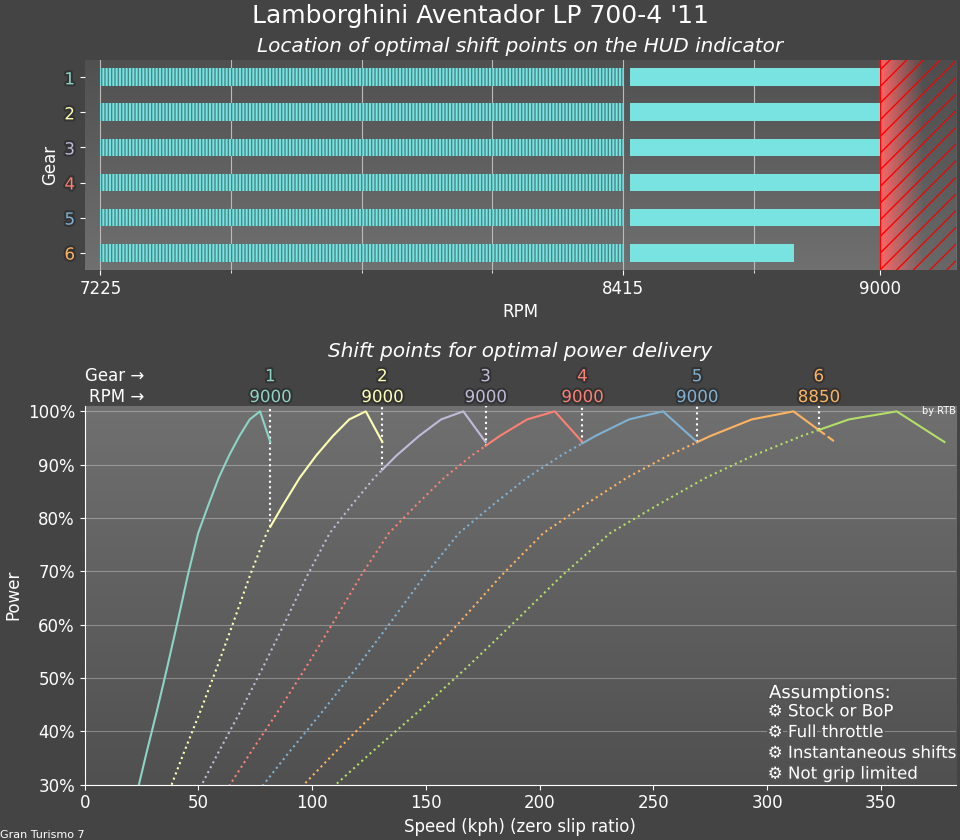 Lamborghini Aventador LP 700-4 '11
Location of optimal shift points on the HUD indicator
Gear
1
2
3
4
5
6
7225 8415 9000
RPM
Shift points for optimal power delivery
Gear → 1 2 3 4 5 6
RPM → 9000 9000 9000 9000 9000 8850
by RTB
Power
100%
90%
80%
70%
60%
50%
40%
30%
Assumptions:
⚙ Stock or BoP
⚙ Full throttle
⚙ Instantaneous shifts
⚙ Not grip limited
0 50 100 150 200 250 300 350
Speed (kph) (zero slip ratio)
Gran Turismo 7